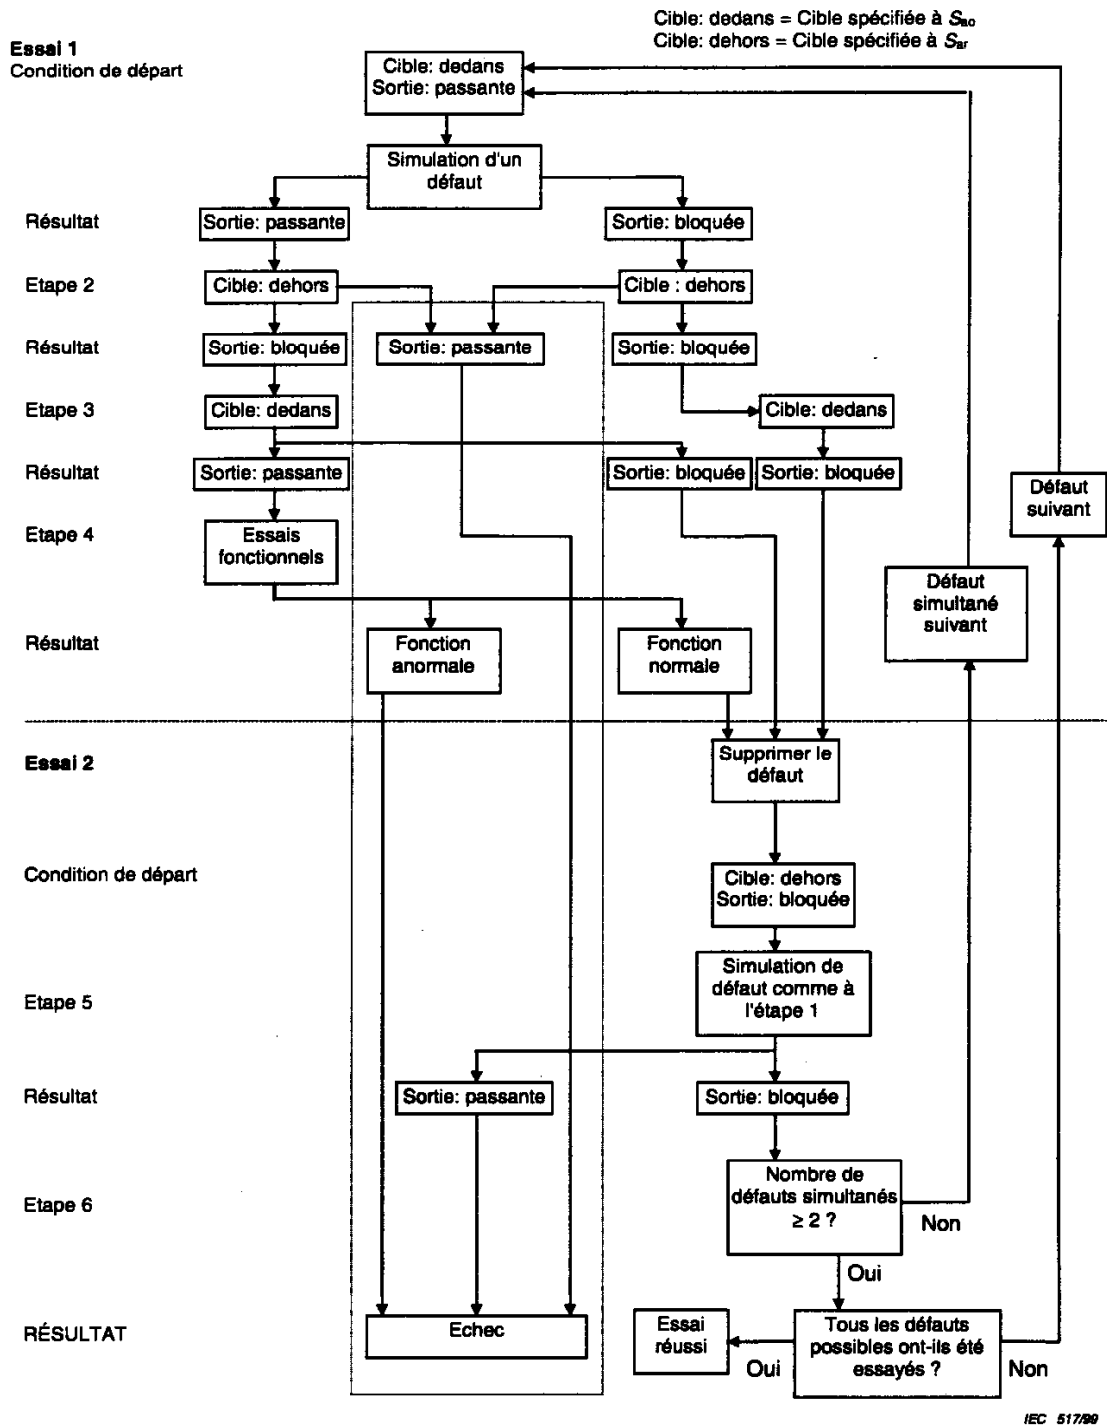 Cible: dedans = Cible spécifiée à Sao
Cible: dehors = Cible spécifiée à Sar
Essai 1
Condition de départ
Cible: dedans
Sortie: passante
Simulation d'un
défaut
Résultat
Sortie: passante
Sortie: bloquée
Etape 2
Cible: dehors
Cible : dehors
Résultat
Sortie: bloquée
Sortie: passante
Sortie: bloquée
Etape 3
Cible: dedans
Cible: dedans
Résultat
Sortie: passante
Sortie: bloquée
Sortie: bloquée
Défaut
suivant
Etape 4
Essais
fonctionnels
Défaut
simultané
suivant
Résultat
Fonction
anormale
Fonction
normale
Essai 2
Supprimer le
défaut
Condition de départ
Cible: dehors
Sortie: bloquée
Etape 5
Simulation de
défaut comme à
l'étape 1
Résultat
Sortie: passante
Sortie: bloquée
Etape 6
Nombre de
défauts simultanés
≥ 2 ?
Non
Oui
RÉSULTAT
Echec
Essai
réussi
Oui
Tous les défauts
possibles ont-ils été
essayés ?
Non
IEC 517/99